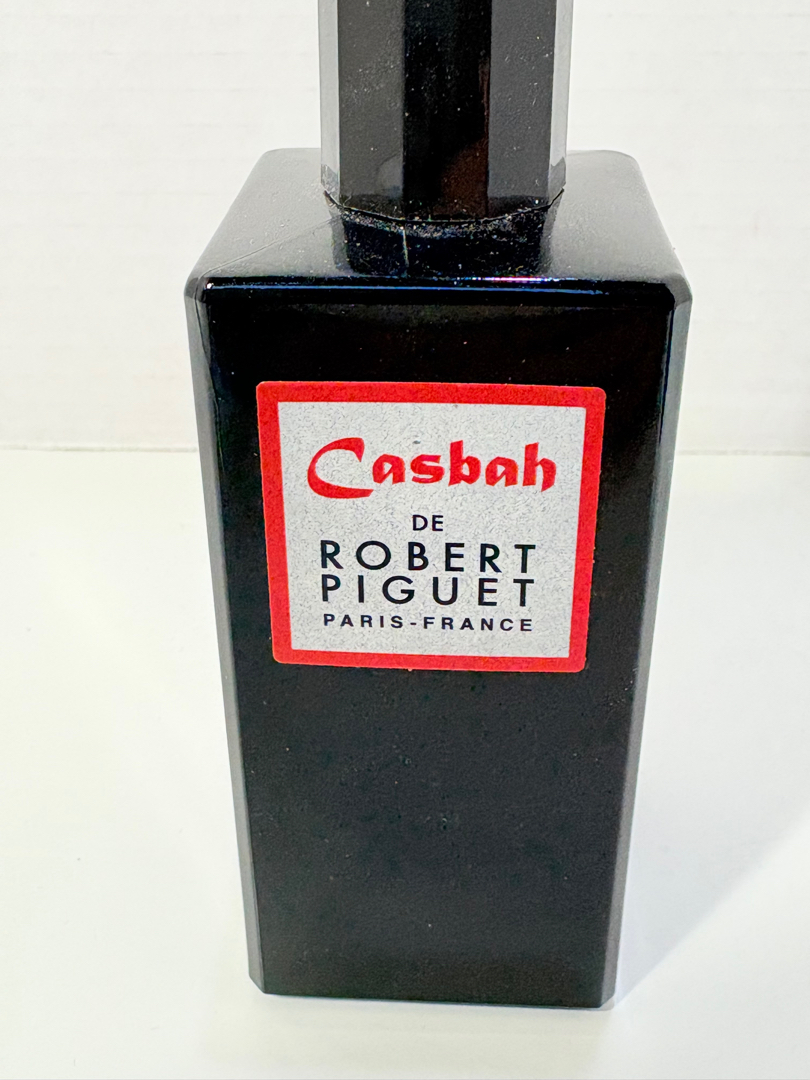 Casbah
DE
ROBERT
PIGUET
PARIS-FRANCE